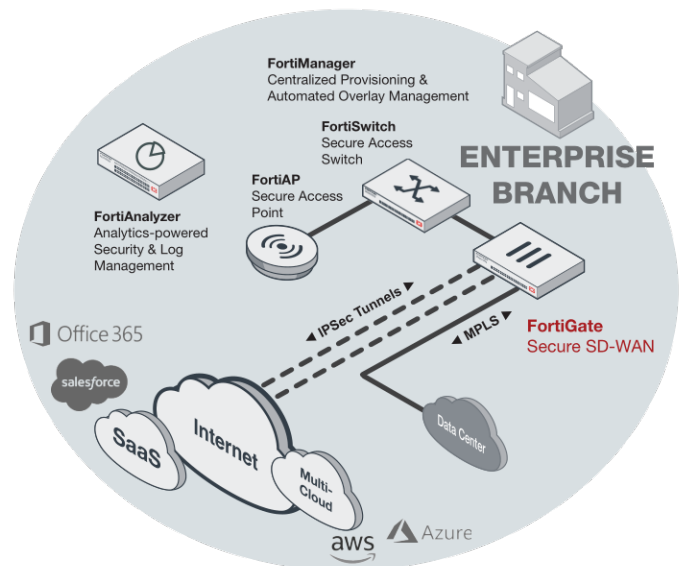 FortiManager
Centralized Provisioning &
Automated Overlay Management
FortiSwitch
Secure Access
Switch
ENTERPRISE
BRANCH
FortiAP
Secure Access
Point
FortiAnalyzer
Analytics-powered
Security & Log
Management
◀ IPSec Tunnels ▶
◀ MPLS ▶
FortiGate
Secure SD-WAN
Office 365
salesforce
SaaS
Internet
Multi-
Cloud
Data Center
aws
Azure